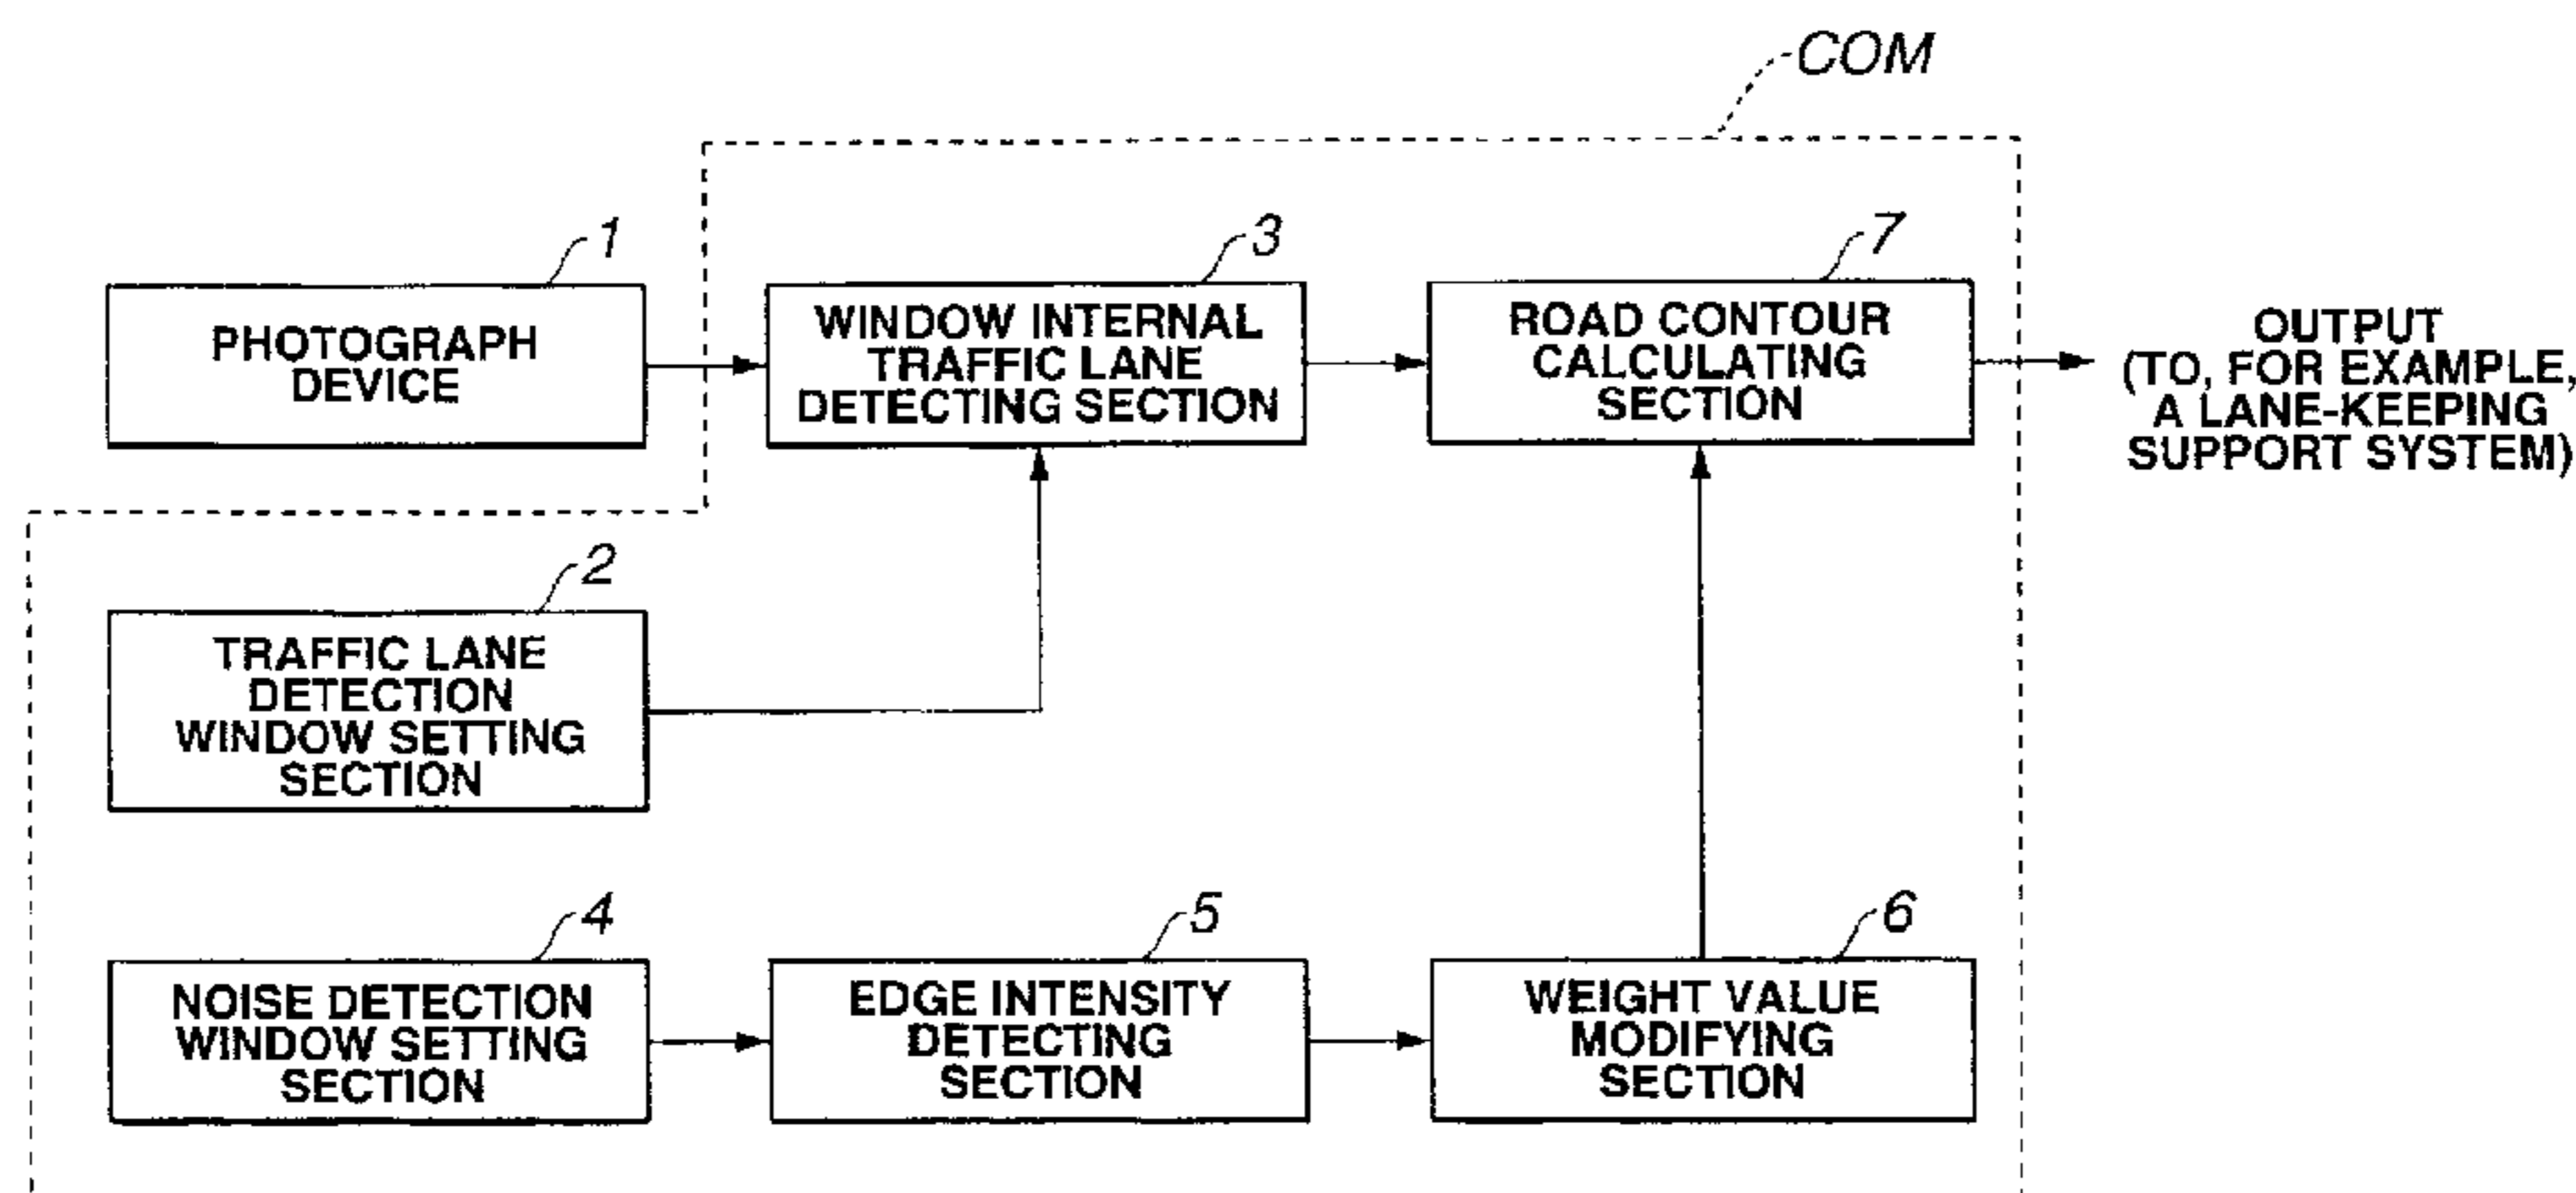 COM
1
PHOTOGRAPH
DEVICE
3
WINDOW INTERNAL
TRAFFIC LANE
DETECTING SECTION
7
ROAD CONTOUR
CALCULATING
SECTION
OUTPUT
(TO, FOR EXAMPLE,
A LANE-KEEPING
SUPPORT SYSTEM)
2
TRAFFIC LANE
DETECTION
WINDOW SETTING
SECTION
4
NOISE DETECTION
WINDOW SETTING
SECTION
5
EDGE INTENSITY
DETECTING
SECTION
6
WEIGHT VALUE
MODIFYING
SECTION